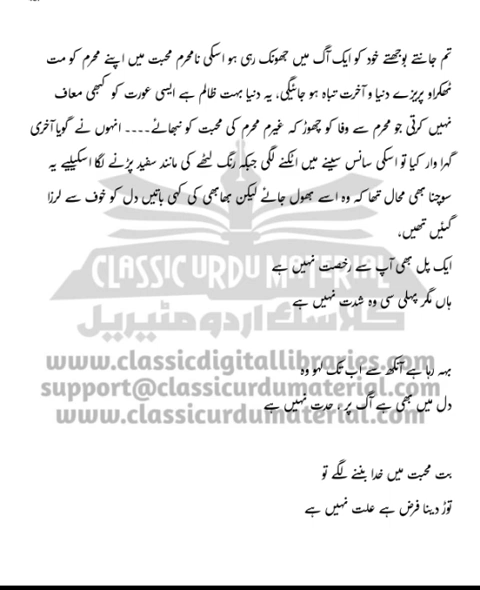 تم جانتے بوجھتے خود کو ایک آگ میں جھونک رہی ہو اسکی نامحرم محبت میں اپنے محرم کو مت
ٹھکراو پریزے دنیا و آخرت تباہ ہو جائیگی، یہ دنیا بہت ظالم ہے ایسی عورت کو کبھی معاف
نہیں کرتی جو محرم سے وفا کو چھوڑ کہ غیرم محرم کی محبت کو نبھائے۔۔۔۔ انہوں نے گویا آخری
گہرا وار کیا تو اسکی سانس سینے میں اٹکنے لگی جبکہ رنگ لٹھے کی مانند سفید پڑنے لگا اسکیلیے یہ
سوچنا بھی محال تھا کہ وہ اسے بھول جائے لیکن بھابھی کی کہی باتیں دل کو خوف سے لرزا
گئیں تھیں،
ایک پل بھی آپ سے رخصت نہیں ہے
ہاں مگر پہلی سی وہ شدت نہیں ہے
CLASSIC URDU MATERIAL
کلاسک اردو مٹیریل
بہہ رہا ہے آنکھ سے اب تک لہو وہ
www.classicdigitallibraries.com
support@classicurdumaterial.com
دل میں بھی ہے آگ پر ، حدت نہیں ہے
www.classicurdumaterial.com
بت محبت میں خدا بننے لگے تو
توڑ دینا فرض ہے علت نہیں ہے